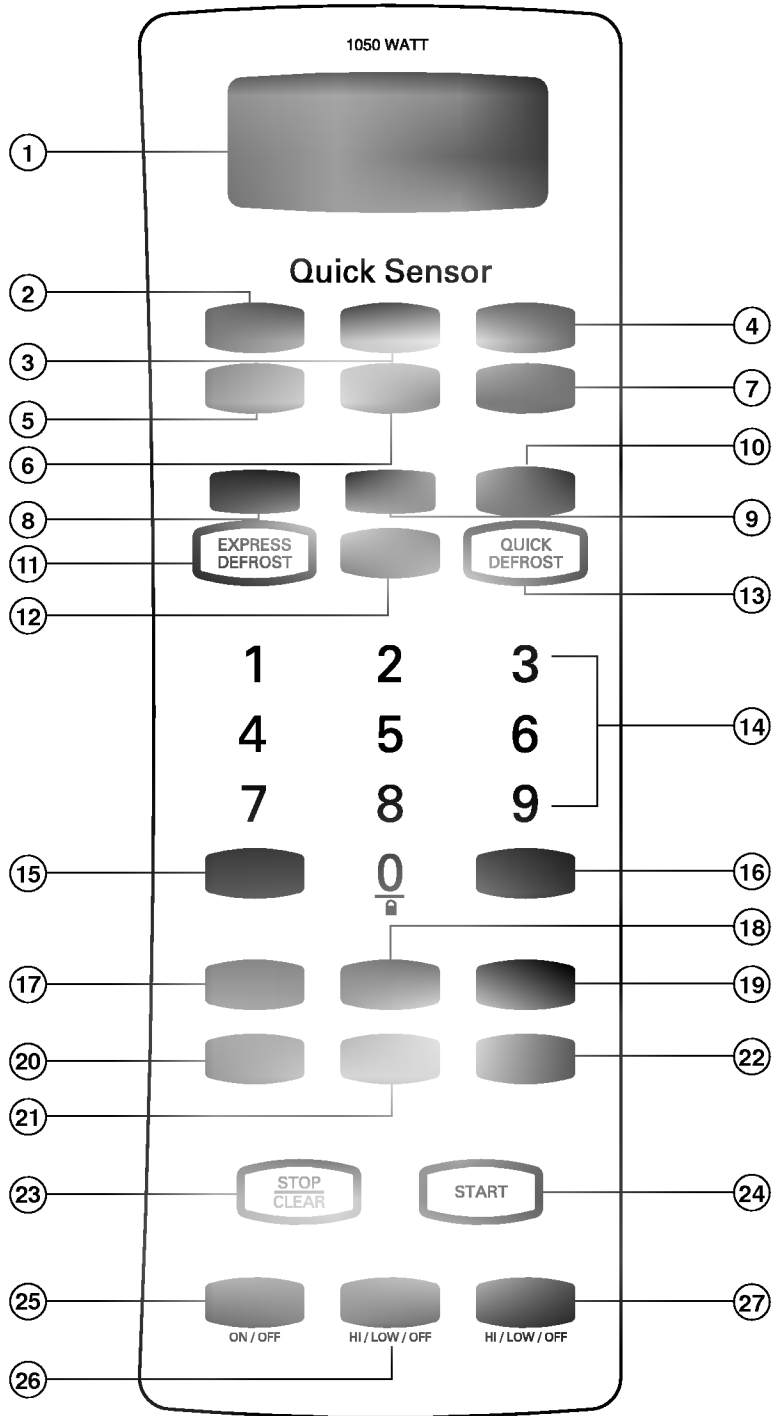 1050 WATT
1
Quick Sensor
2
4
3
7
5
6
10
8
9
EXPRESS
DEFROST
QUICK
DEFROST
11
13
12
1 2 3
14
4 5 6
7 8 9
15
0
16
18
17
19
20
22
21
STOP
CLEAR
START
23
24
25
27
ON / OFF HI / LOW / OFF HI / LOW / OFF
26